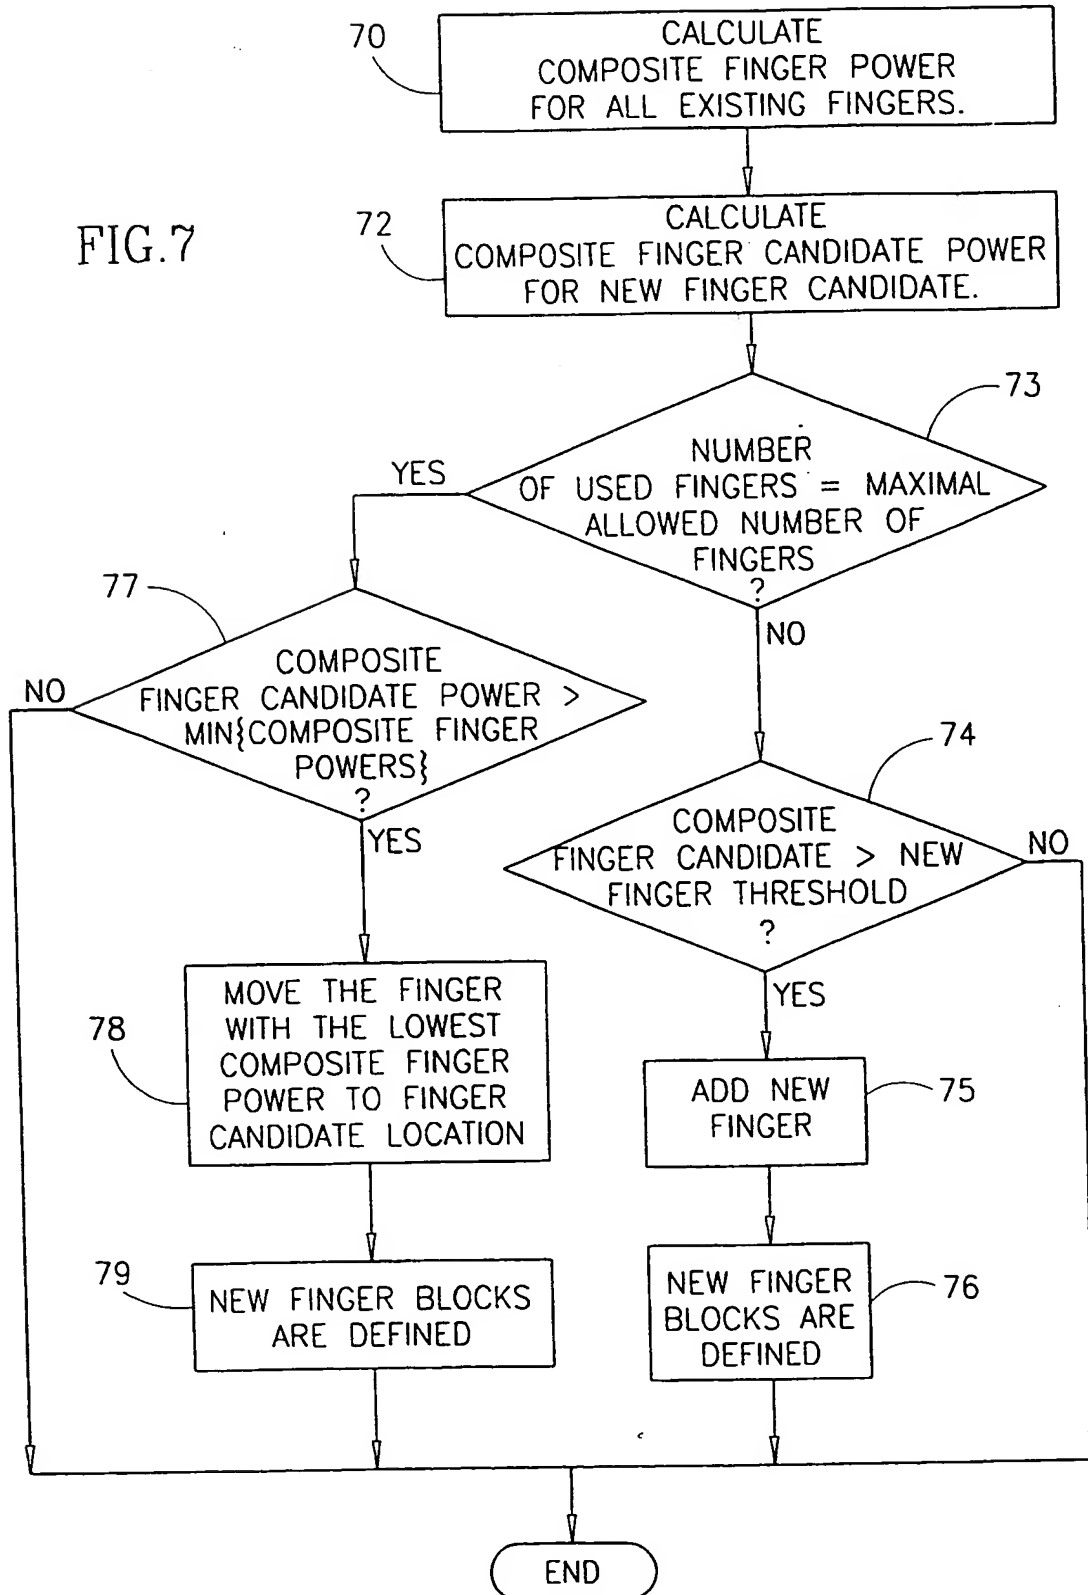 70
CALCULATE
COMPOSITE FINGER POWER
FOR ALL EXISTING FINGERS.
FIG.7
72
CALCULATE
COMPOSITE FINGER CANDIDATE POWER
FOR NEW FINGER CANDIDATE.
73
NUMBER
OF USED FINGERS = MAXIMAL
ALLOWED NUMBER OF
FINGERS
?
YES
NO
77
COMPOSITE
FINGER CANDIDATE POWER >
MIN{COMPOSITE FINGER
POWERS}
?
NO
YES
74
COMPOSITE
FINGER CANDIDATE > NEW
FINGER THRESHOLD
?
NO
YES
78
MOVE THE FINGER
WITH THE LOWEST
COMPOSITE FINGER
POWER TO FINGER
CANDIDATE LOCATION
ADD NEW
FINGER
75
79
NEW FINGER BLOCKS
ARE DEFINED
NEW FINGER
BLOCKS ARE
DEFINED
76
END